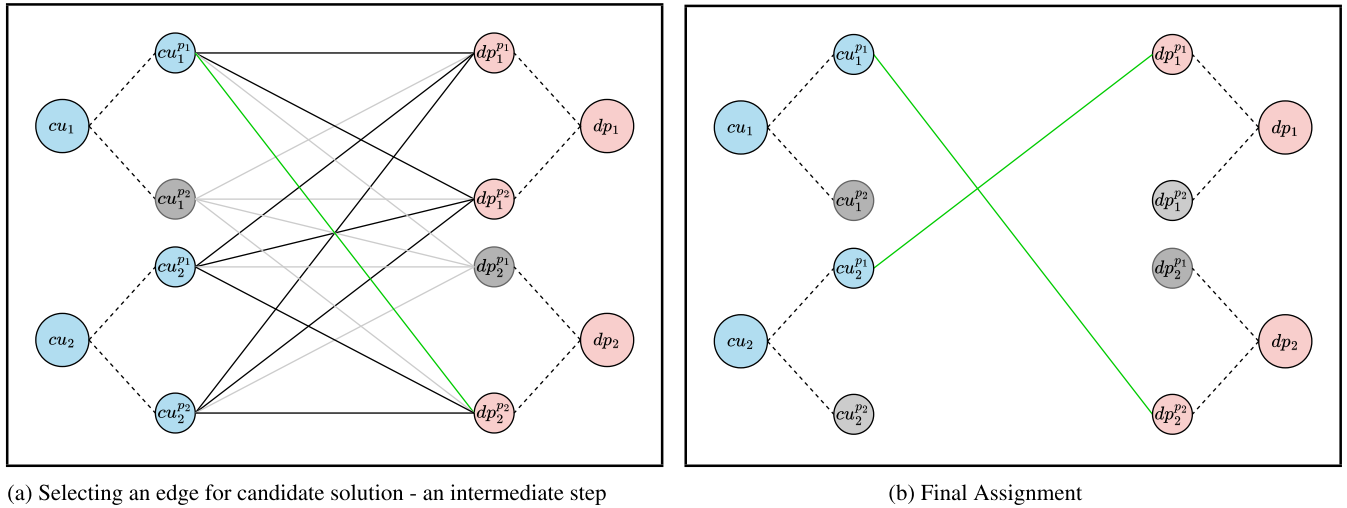 cu₁^p₁
dp₁^p₁
cu₁
dp₁
cu₁^p₂
dp₁^p₂
cu₂^p₁
dp₂^p₁
cu₂
dp₂
cu₂^p₂
dp₂^p₂
(a) Selecting an edge for candidate solution - an intermediate step
cu₁^p₁
dp₁^p₁
cu₁
dp₁
cu₁^p₂
dp₁^p₂
cu₂^p₁
dp₂^p₁
cu₂
dp₂
cu₂^p₂
dp₂^p₂
(b) Final Assignment